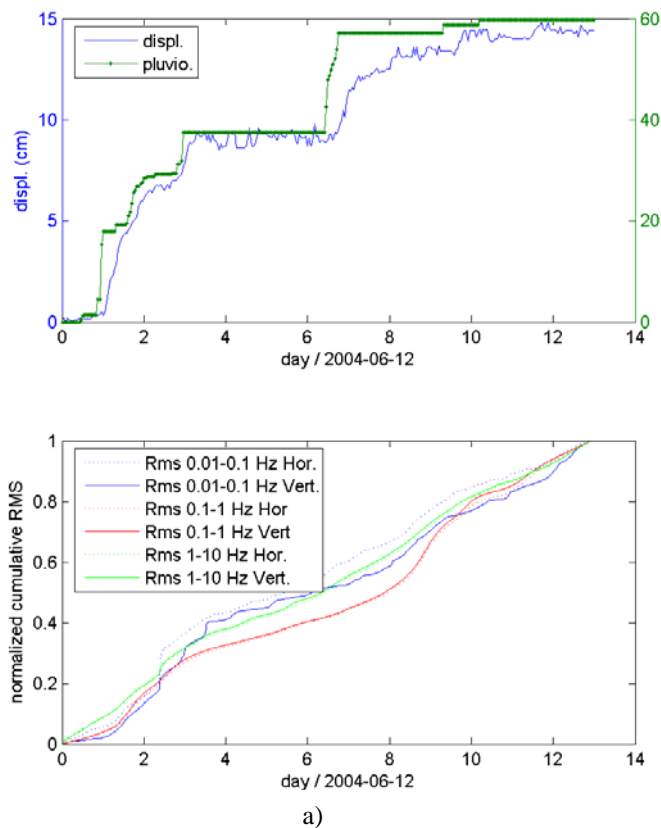 15
60
displ.
pluvio.
10
40
displ. (cm)
5
20
0
0
0 2 4 6 8 10 12 14
day / 2004-06-12
1
Rms 0.01-0.1 Hz Hor.
Rms 0.01-0.1 Hz Vert.
0.8
Rms 0.1-1 Hz Hor
Rms 0.1-1 Hz Vert
0.6
Rms 1-10 Hz Hor.
Rms 1-10 Hz Vert.
normalized cumulative RMS
0.4
0.2
0
0 2 4 6 8 10 12 14
day / 2004-06-12
a)